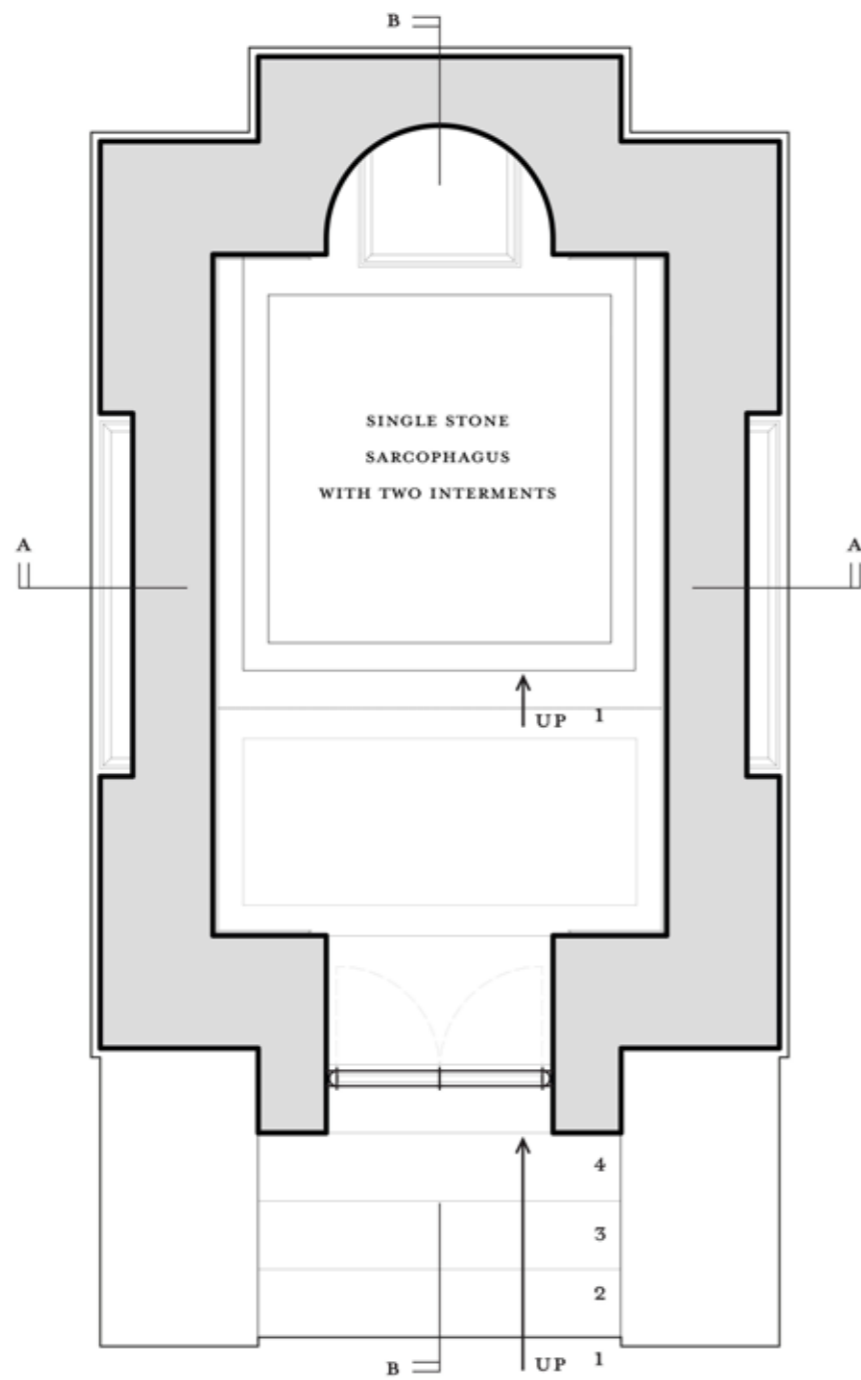 B
SINGLE STONE
SARCOPHAGUS
WITH TWO INTERMENTS
A
A
UP 1
4
3
2
B
UP 1